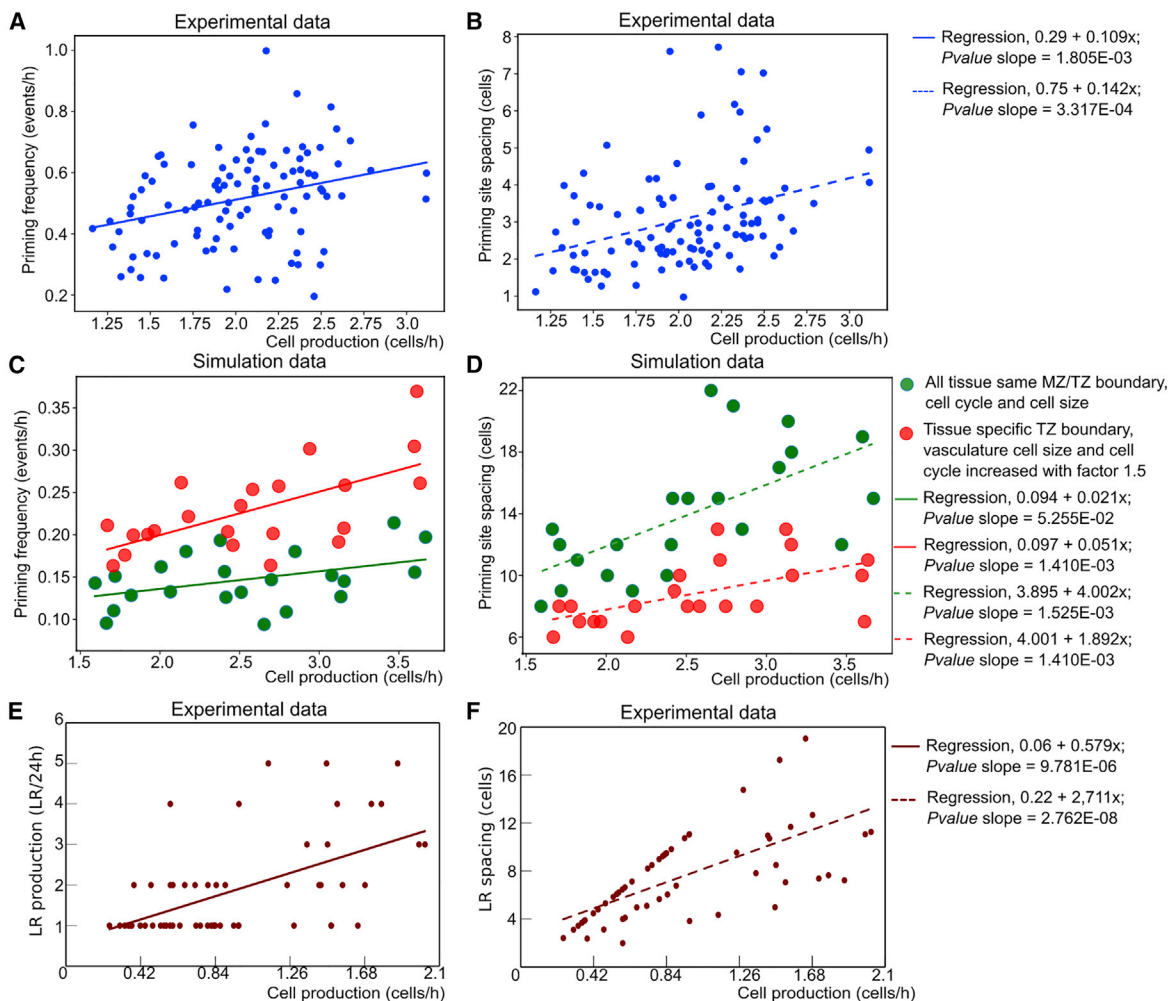 A
Experimental data
Priming frequency (events/h)
1.0
0.8
0.6
0.4
0.2
1.25
1.5
1.75
2.0
2.25
2.5
2.75
3.0
Cell production (cells/h)
B
Experimental data
Priming site spacing (cells)
8
7
6
5
4
3
2
1
1.25
1.5
1.75
2.0
2.25
2.5
2.75
3.0
Cell production (cells/h)
Regression, 0.29 + 0.109x;
Pvalue slope = 1.805E-03
Regression, 0.75 + 0.142x;
Pvalue slope = 3.317E-04
C
Simulation data
Priming frequency (events/h)
0.35
0.30
0.25
0.20
0.15
0.10
1.5
2.0
2.5
3.0
3.5
Cell production (cells/h)
D
Simulation data
Priming site spacing (cells)
22
18
14
10
6
1.5
2.0
2.5
3.0
3.5
Cell production (cells/h)
All tissue same MZ/TZ boundary,
cell cycle and cell size
Tissue specific TZ boundary,
vasculature cell size and cell
cycle increased with factor 1.5
Regression, 0.094 + 0.021x;
Pvalue slope = 5.255E-02
Regression, 0.097 + 0.051x;
Pvalue slope = 1.410E-03
Regression, 3.895 + 4.002x;
Pvalue slope = 1.525E-03
Regression, 4.001 + 1.892x;
Pvalue slope = 1.410E-03
E
Experimental data
LR production (LR/24h)
6
5
4
3
2
1
0
0.42
0.84
1.26
1.68
2.1
Cell production (cells/h)
F
Experimental data
LR spacing (cells)
20
16
12
8
4
0
0.42
0.84
1.26
1.68
2.1
Cell production (cells/h)
Regression, 0.06 + 0.579x;
Pvalue slope = 9.781E-06
Regression, 0.22 + 2,711x;
Pvalue slope = 2.762E-08